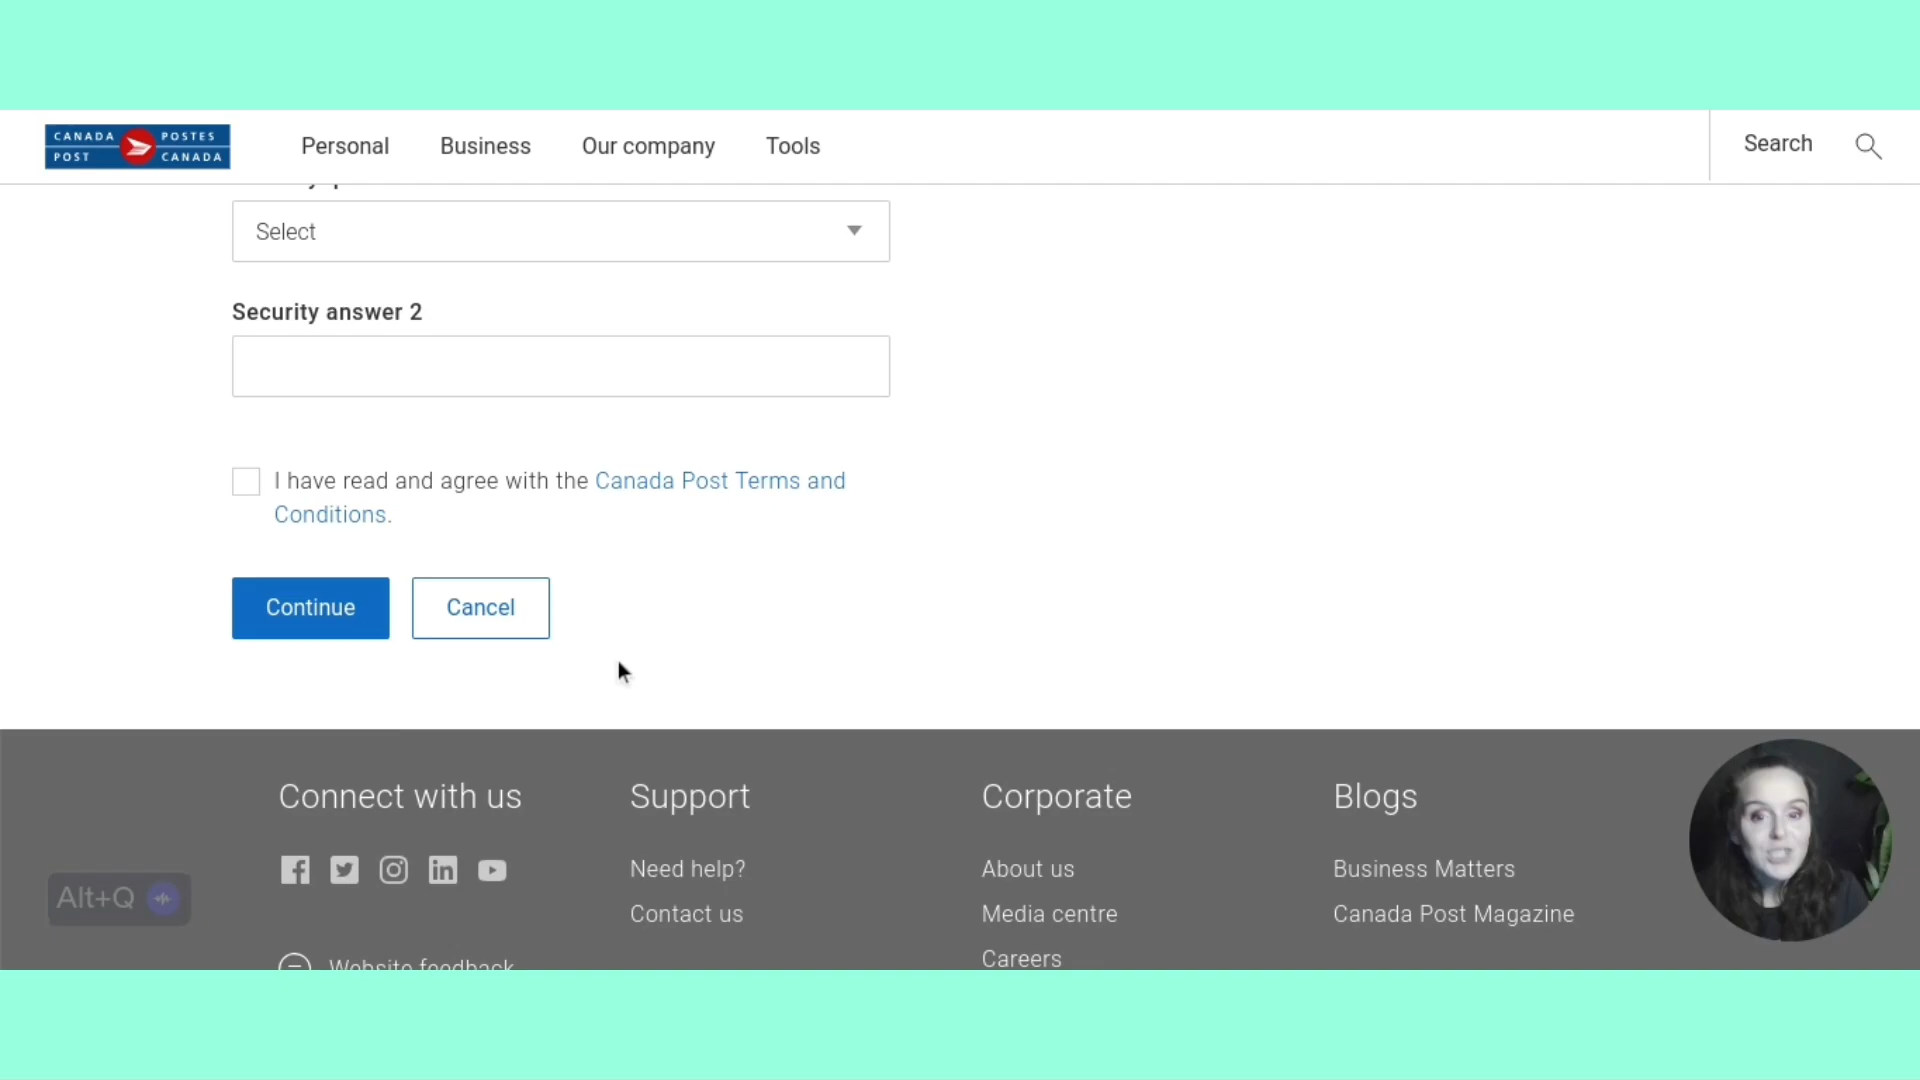 CANADA POSTES
POST CANADA
Personal Business Our company Tools
Search
Select
Security answer 2
I have read and agree with the Canada Post Terms and
Conditions.
Continue Cancel
Connect with us
Website feedback
Support
Need help?
Contact us
Corporate
About us
Media centre
Careers
Blogs
Business Matters
Canada Post Magazine
Alt+Q